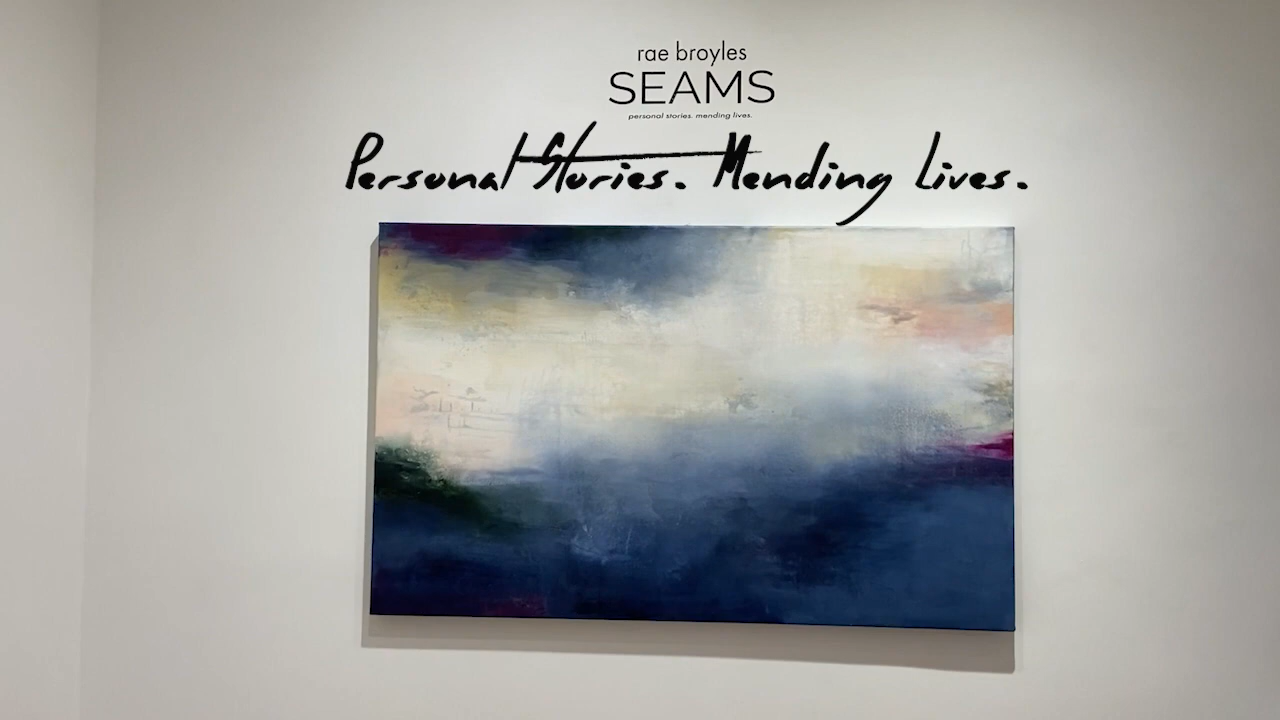 rae broyles
SEAMS
personal stories. mending lives.
Personal Stories. Mending Lives.